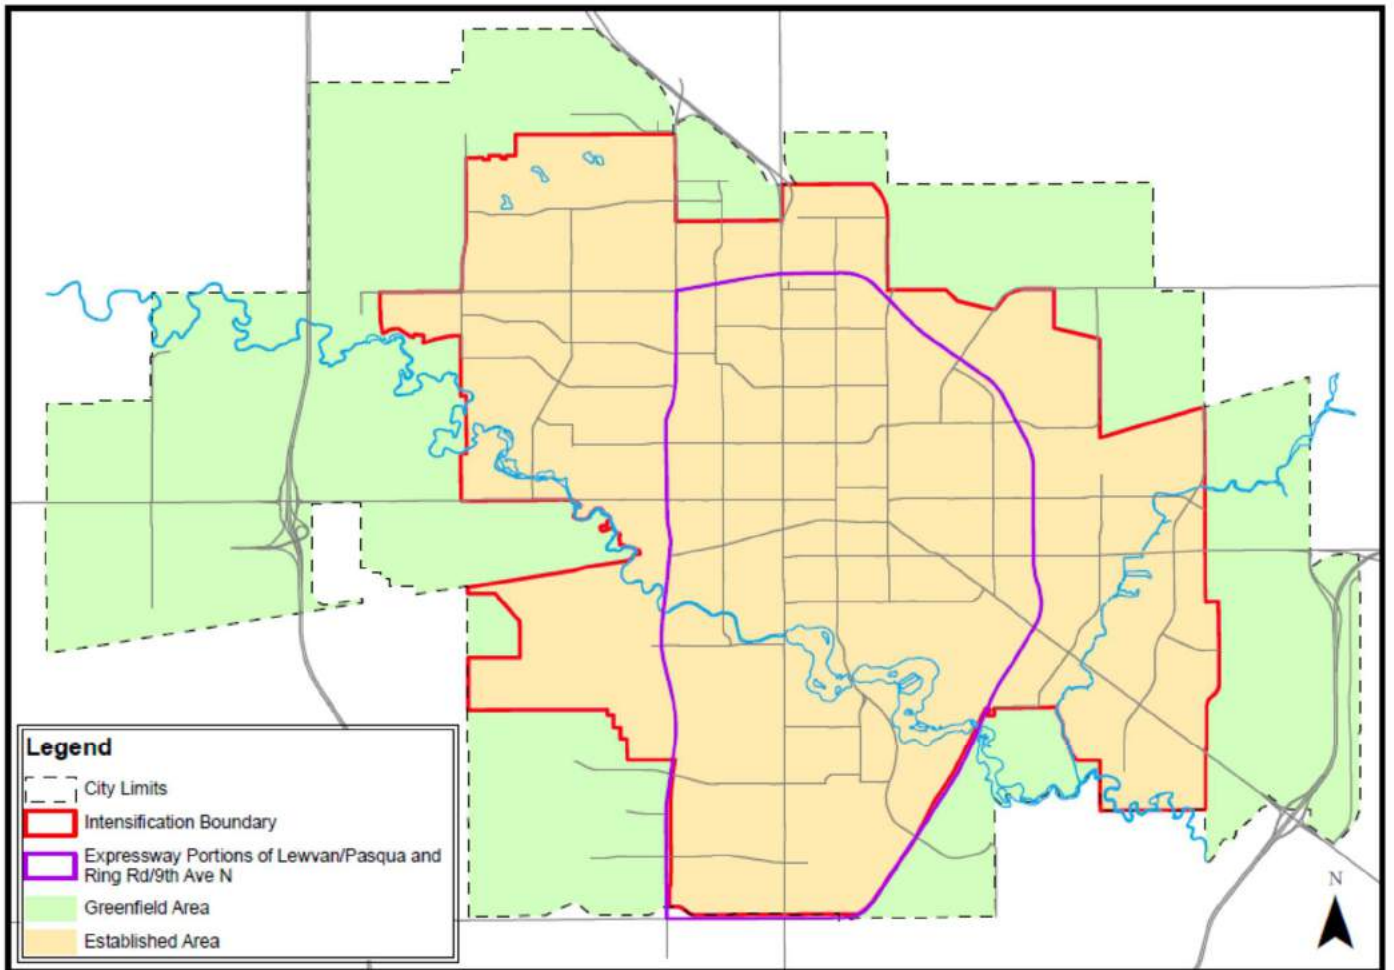 N
Legend
City Limits
Intensification Boundary
Expressway Portions of Lewvan/Pasqua and
Ring Rd/9th Ave N
Greenfield Area
Established Area